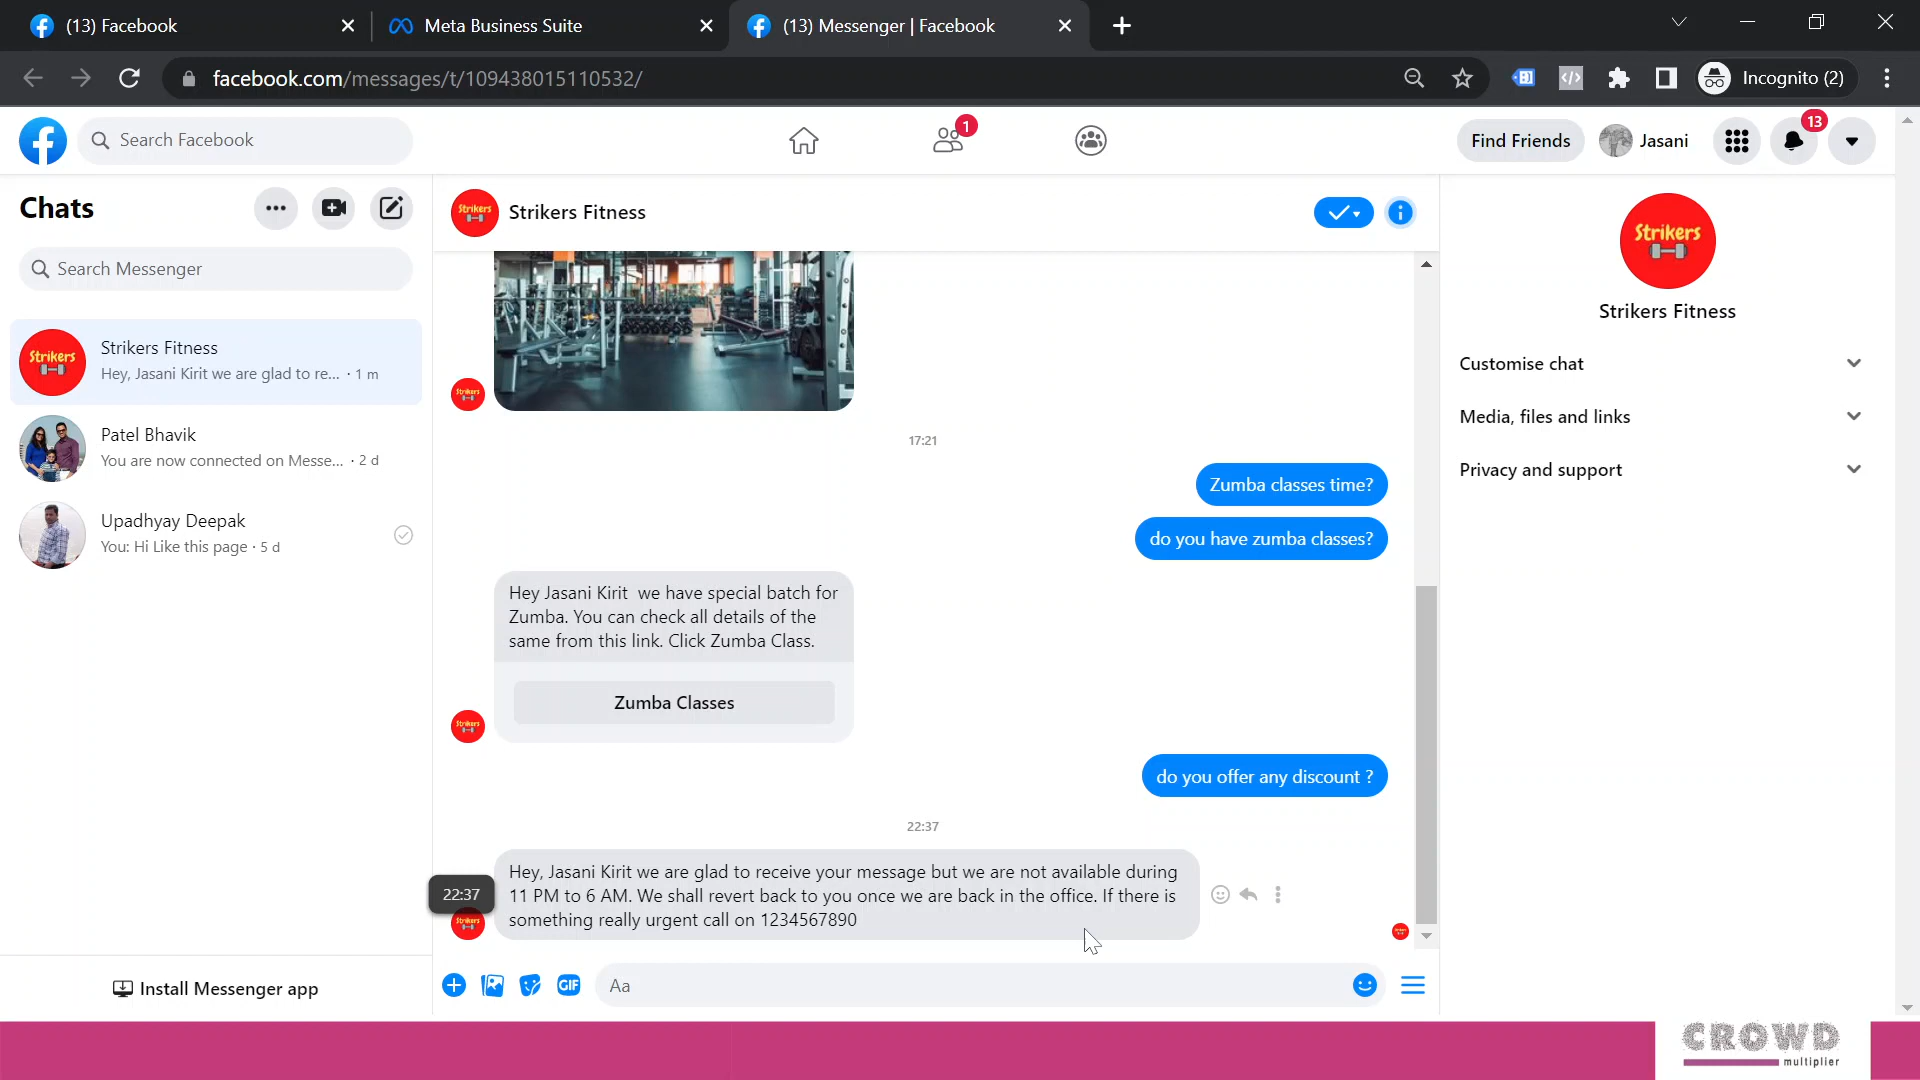 (13) Facebook
Meta Business Suite
(13) Messenger | Facebook
facebook.com/messages/t/109438015110532/
Incognito (2)
Search Facebook
1
Find Friends
Jasani
13
Chats
Search Messenger
Strikers Fitness
Hey, Jasani Kirit we are glad to re... · 1 m
Patel Bhavik
You are now connected on Messe... · 2 d
Upadhyay Deepak
You: Hi Like this page · 5 d
Install Messenger app
Strikers
Strikers Fitness
Strikers
Strikers
17:21
Zumba classes time?
do you have zumba classes?
Hey Jasani Kirit we have special batch for
Zumba. You can check all details of the
same from this link. Click Zumba Class.
Zumba Classes
Strikers
do you offer any discount ?
22:37
Hey, Jasani Kirit we are glad to receive your message but we are not available during
11 PM to 6 AM. We shall revert back to you once we are back in the office. If there is
something really urgent call on 1234567890
22:37
Strikers
GIF
Aa
Strikers
Strikers Fitness
Customise chat
Media, files and links
Privacy and support
CROWD
multiplier